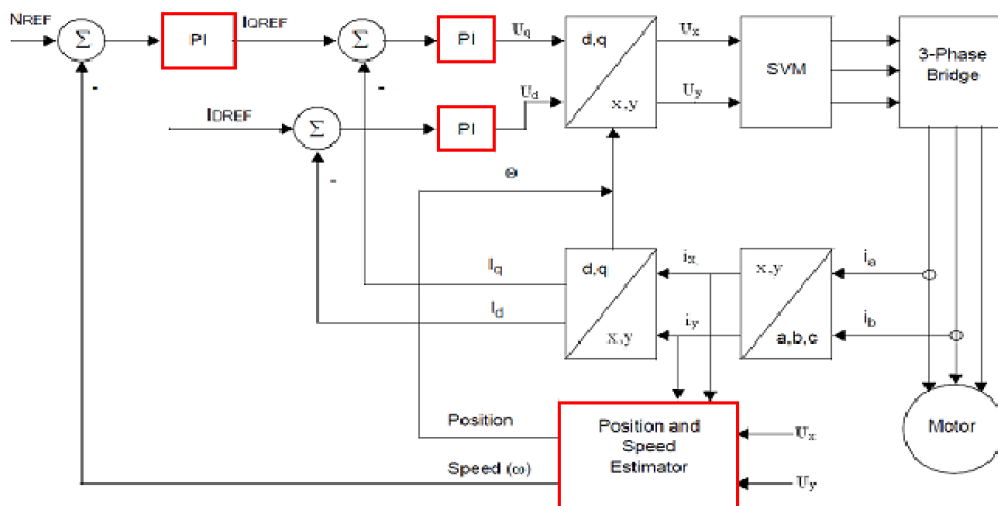 NREF
Σ
-
PI
IQREF
Σ
-
PI
Uq
d,q
x,y
Ux
Uy
SVM
3-Phase
Bridge
IDREF
Σ
-
PI
Ud
Θ
Iq
Id
d,q
x,y
ix
iy
x,y
a,b,c
ia
ib
Position
Speed (ω)
Position and
Speed
Estimator
Ux
Uy
Motor